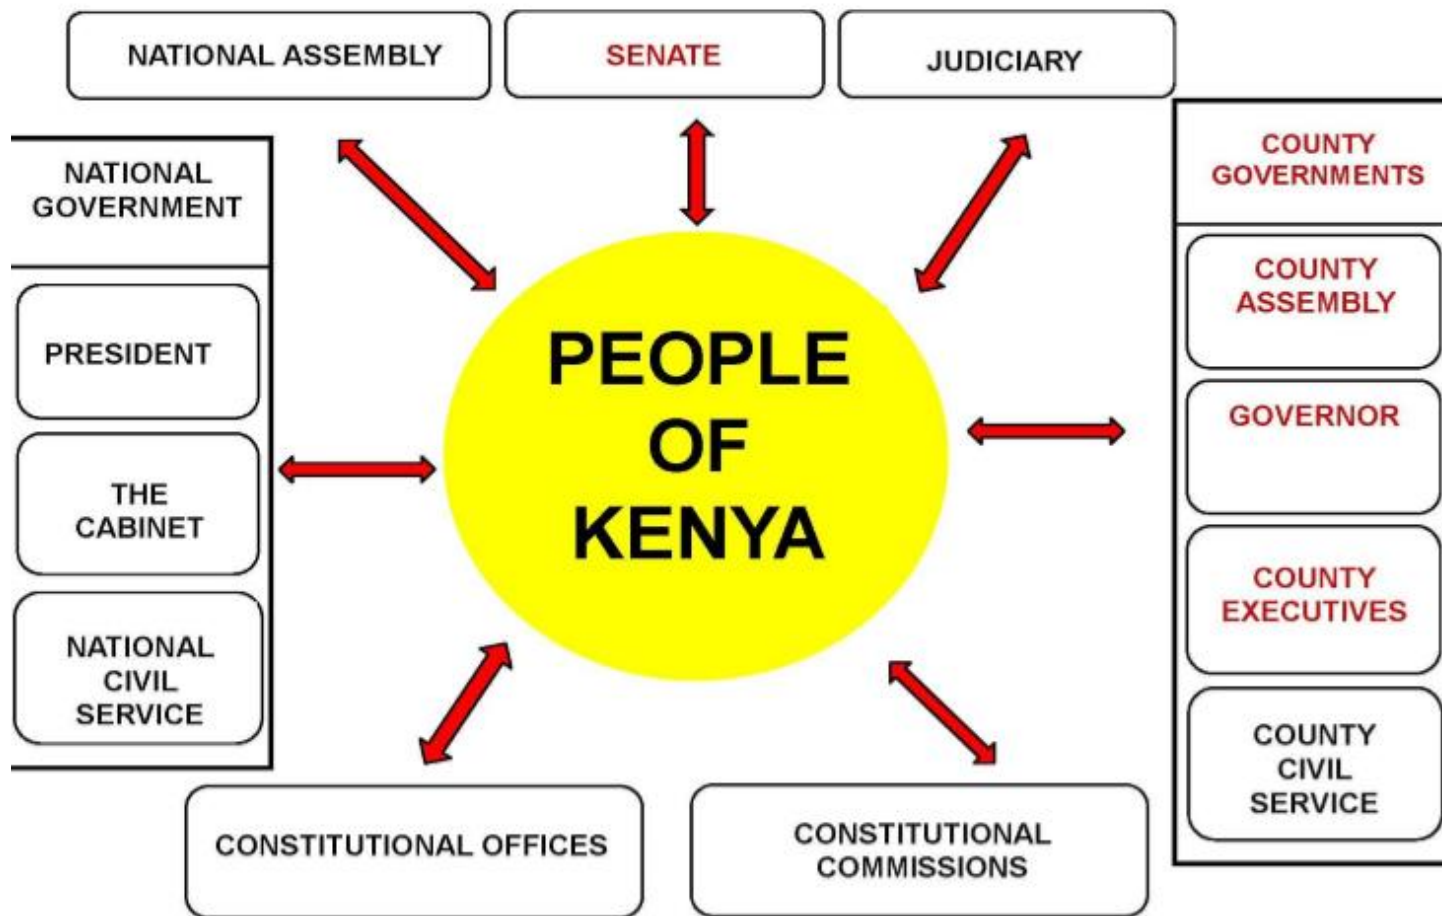 NATIONAL ASSEMBLY
SENATE
JUDICIARY
NATIONAL
GOVERNMENT
PRESIDENT
THE
CABINET
NATIONAL
CIVIL
SERVICE
PEOPLE
OF
KENYA
COUNTY
GOVERNMENTS
COUNTY
ASSEMBLY
GOVERNOR
COUNTY
EXECUTIVES
COUNTY
CIVIL
SERVICE
CONSTITUTIONAL OFFICES
CONSTITUTIONAL
COMMISSIONS